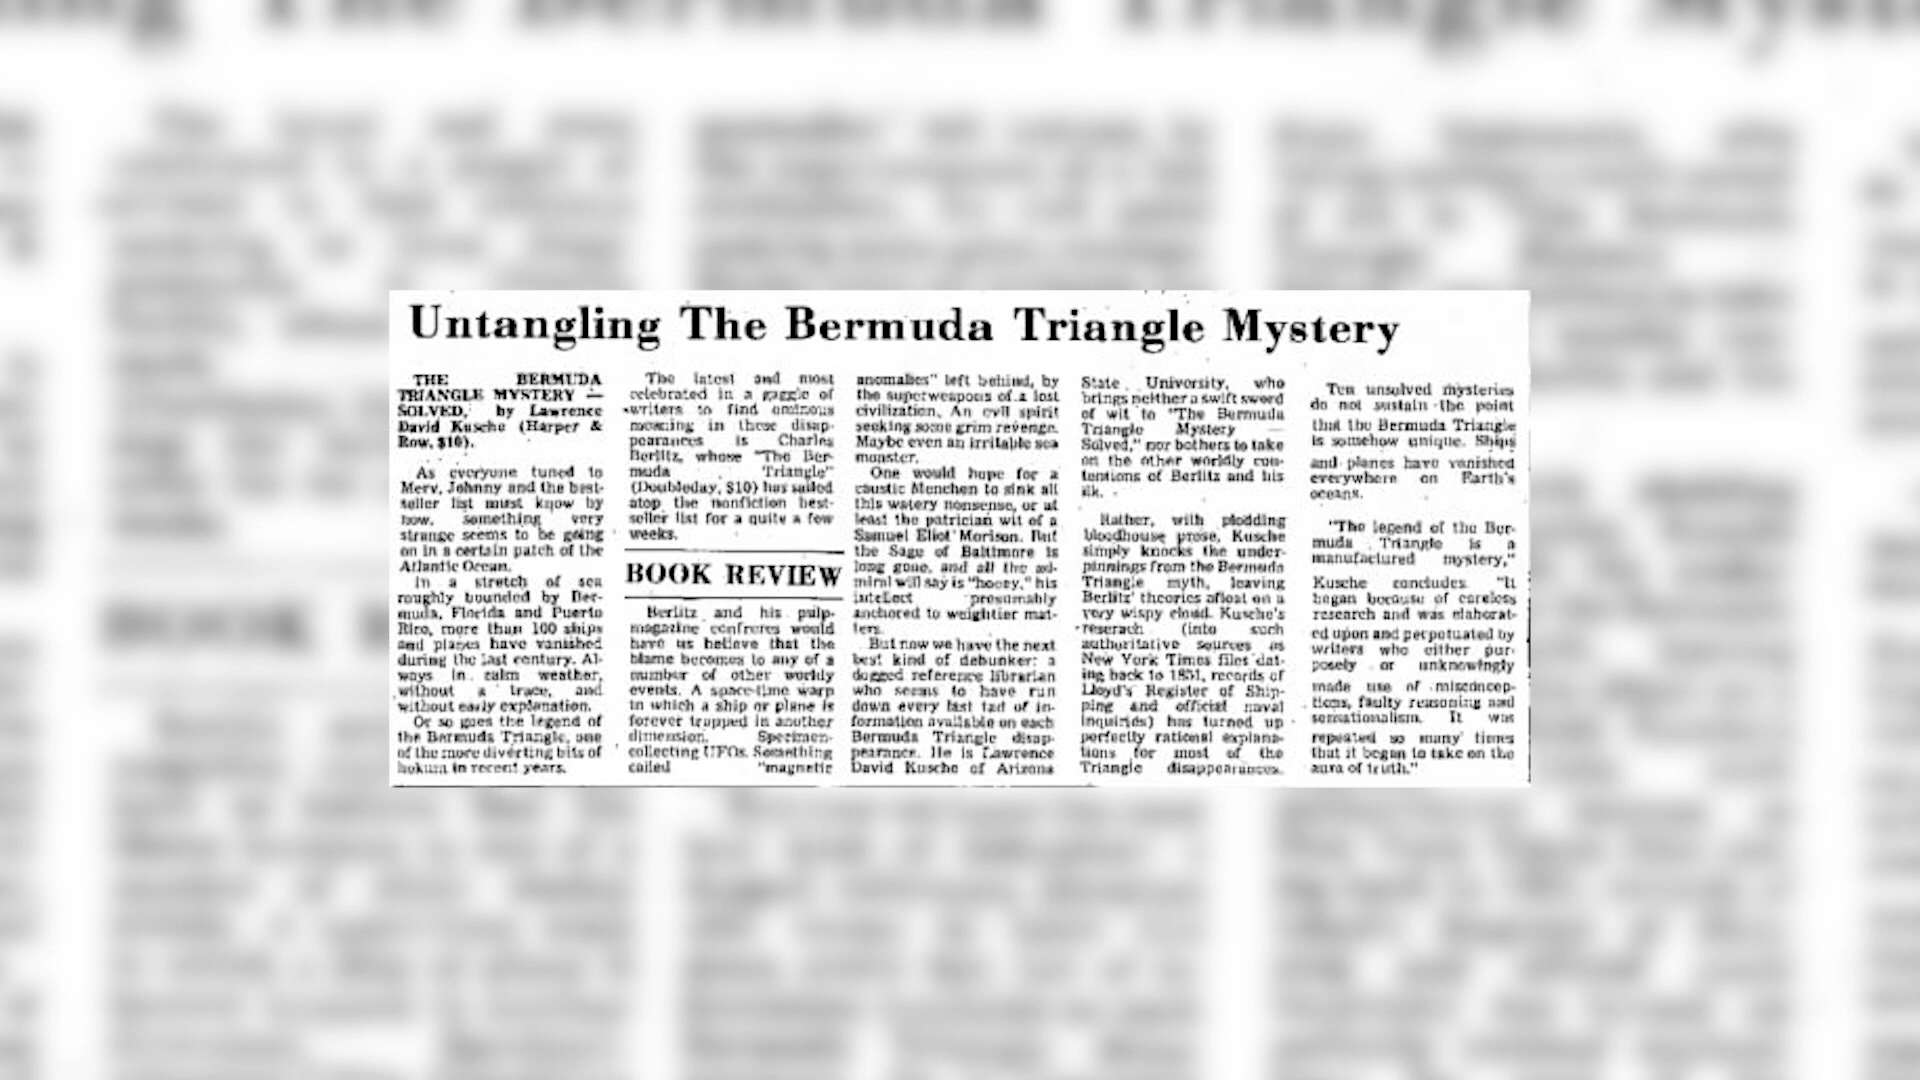 Untangling The Bermuda Triangle Mystery
THE BERMUDA
TRIANGLE MYSTERY —
SOLVED, by Lawrence
David Kusche (Harper &
Row, $10).
As everyone tuned to
Merv, Johnny and the best-
seller list must know by
now, something very
strange seems to be going
on in a certain patch of the
Atlantic Ocean.
In a stretch of sea
roughly bounded by Ber-
muda, Florida and Puerto
Rico, more than 100 ships
and planes have vanished
during the last century. Al-
ways in calm weather,
without a trace, and
without early explanation.
Or so goes the legend of
the Bermuda Triangle, one
of the more diverting bits of
hokum in recent years.
The latest and most
celebrated in a gaggle of
writers to find ominous
meaning in these disap-
pearances is Charles
Berlitz, whose "The Ber-
muda Triangle"
(Doubleday, $10) has sailed
atop the nonfiction best-
seller list for a quite a few
weeks.
BOOK REVIEW
Berlitz and his pulp-
magazine confreres would
have us believe that the
blame becomes to any of a
number of other worldly
events. A space-time warp
in which a ship or plane is
forever trapped in another
dimension. Specimen-
collecting UFOs. Something
called "magnetic
anomalies" left behind, by
the superweapons of a lost
civilization. An evil spirit
seeking some grim revenge.
Maybe even an irritable sea
monster.
One would hope for a
caustic Menchen to sink all
this watery nonsense, or at
least the patrician wit of a
Samuel Eliot Morison. But
the Sage of Baltimore is
long gone, and all the ad-
miral will say is "hooey," his
intellect presumably
anchored to weightier mat-
ters.
But now we have the next
best kind of debunker: a
dogged reference librarian
who seems to have run
down every last tad of in-
formation available on each
Bermuda Triangle disap-
pearance. He is Lawrence
David Kusche of Arizona
State University, who
brings neither a swift sword
of wit to "The Bermuda
Triangle Mystery —
Solved," nor bothers to take
on the other worldly con-
tentions of Berlitz and his
ilk.
Rather, with plodding
bloodhouse prose, Kusche
simply knocks the under-
pinnings from the Bermuda
Triangle myth, leaving
Berlitz' theories afloat on a
very wispy cloud. Kusche's
reserach (into such
authoritative sources as
New York Times files dat-
ing back to 1851, records of
Lloyd's Register of Ship-
ping and official naval
inquiries) has turned up
perfectly rational explana-
tions for most of the
Triangle disappearances.
Ten unsolved mysteries
do not sustain the point
that the Bermuda Triangle
is somehow unique. Ships
and planes have vanished
everywhere on Earth's
oceans.
"The legend of the Ber-
muda Triangle is a
manufactured mystery,"
Kusche concludes. "It
began because of careless
research and was elaborat-
ed upon and perpetuated by
writers who either pur-
posely or unknowingly
made use of misconcep-
tions, faulty reasoning and
sensationalism. It was
repeated so many times
that it began to take on the
aura of truth."